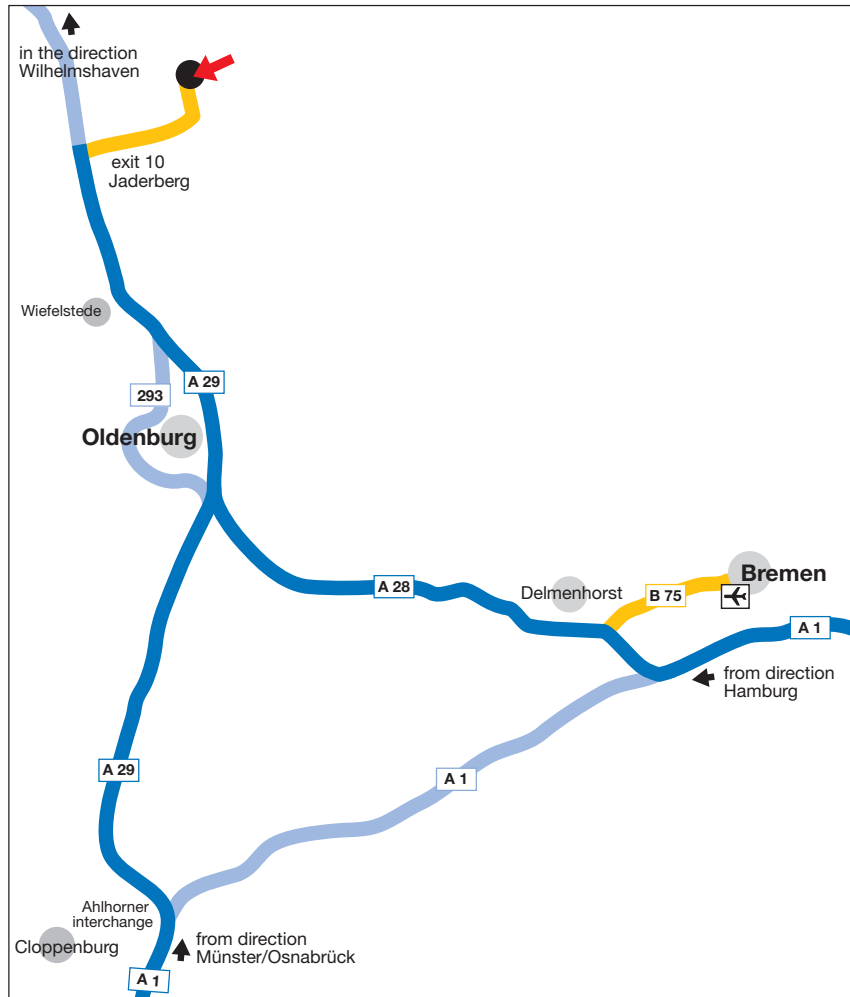 in the direction
Wilhelmshaven
exit 10
Jaderberg
Wiefelstede
A 29
293
Oldenburg
A 28
Delmenhorst
Bremen
B 75
A 1
from direction
Hamburg
A 29
A 1
Ahlhorner
interchange
Cloppenburg
from direction
Münster/Osnabrück
A 1